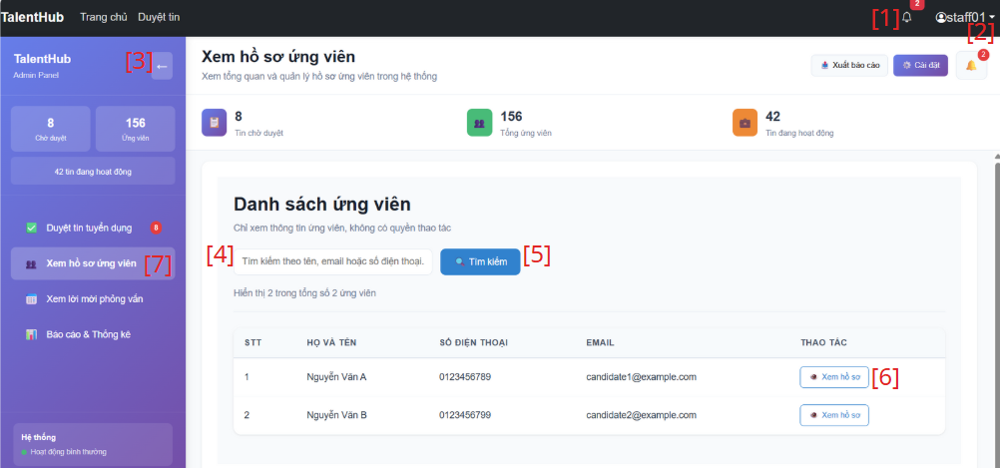 TalentHub Trang chủ Duyệt tin [1] 2 staff01
[2]
TalentHub [3] ←
Admin Panel
8 156
Chờ duyệt Ứng viên
42 tin đang hoạt động
Duyệt tin tuyển dụng 8
Xem hồ sơ ứng viên [7]
Xem lời mời phỏng vấn
Báo cáo & Thống kê
Hệ thống
Hoạt động bình thường
Xem hồ sơ ứng viên
Xem tổng quan và quản lý hồ sơ ứng viên trong hệ thống
Xuất báo cáo Cài đặt 2
8 156 42
Tin chờ duyệt Tổng ứng viên Tin đang hoạt động
Danh sách ứng viên
Chỉ xem thông tin ứng viên, không có quyền thao tác
[4] Tìm kiếm theo tên, email hoặc số điện thoại. Tìm kiếm [5]
Hiển thị 2 trong tổng số 2 ứng viên
STT HỌ VÀ TÊN SỐ ĐIỆN THOẠI EMAIL THAO TÁC
1 Nguyễn Văn A 0123456789 candidate1@example.com Xem hồ sơ [6]
2 Nguyễn Văn B 0123456799 candidate2@example.com Xem hồ sơ